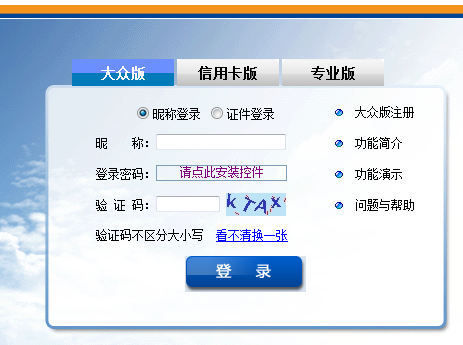 大众版 信用卡版 专业版
昵称登录 证件登录 大众版注册
昵 称: 功能简介
登录密码: 请点此安装控件 功能演示
验 证 码: kTAX 问题与帮助
验证码不区分大小写 看不清换一张
登 录